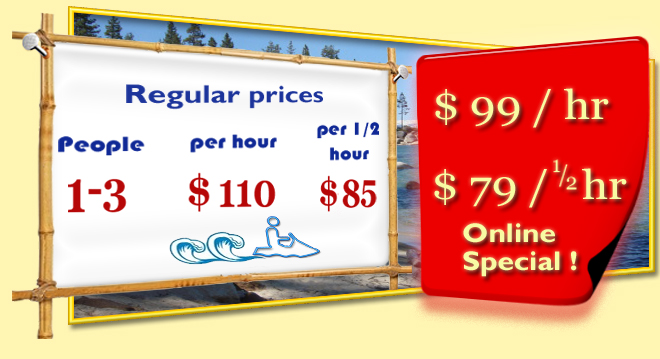 Regular prices
People per hour per 1/2 hour
1-3 $ 110 $ 85
$ 99 / hr
$ 79 / 1/2 hr
Online
Special !